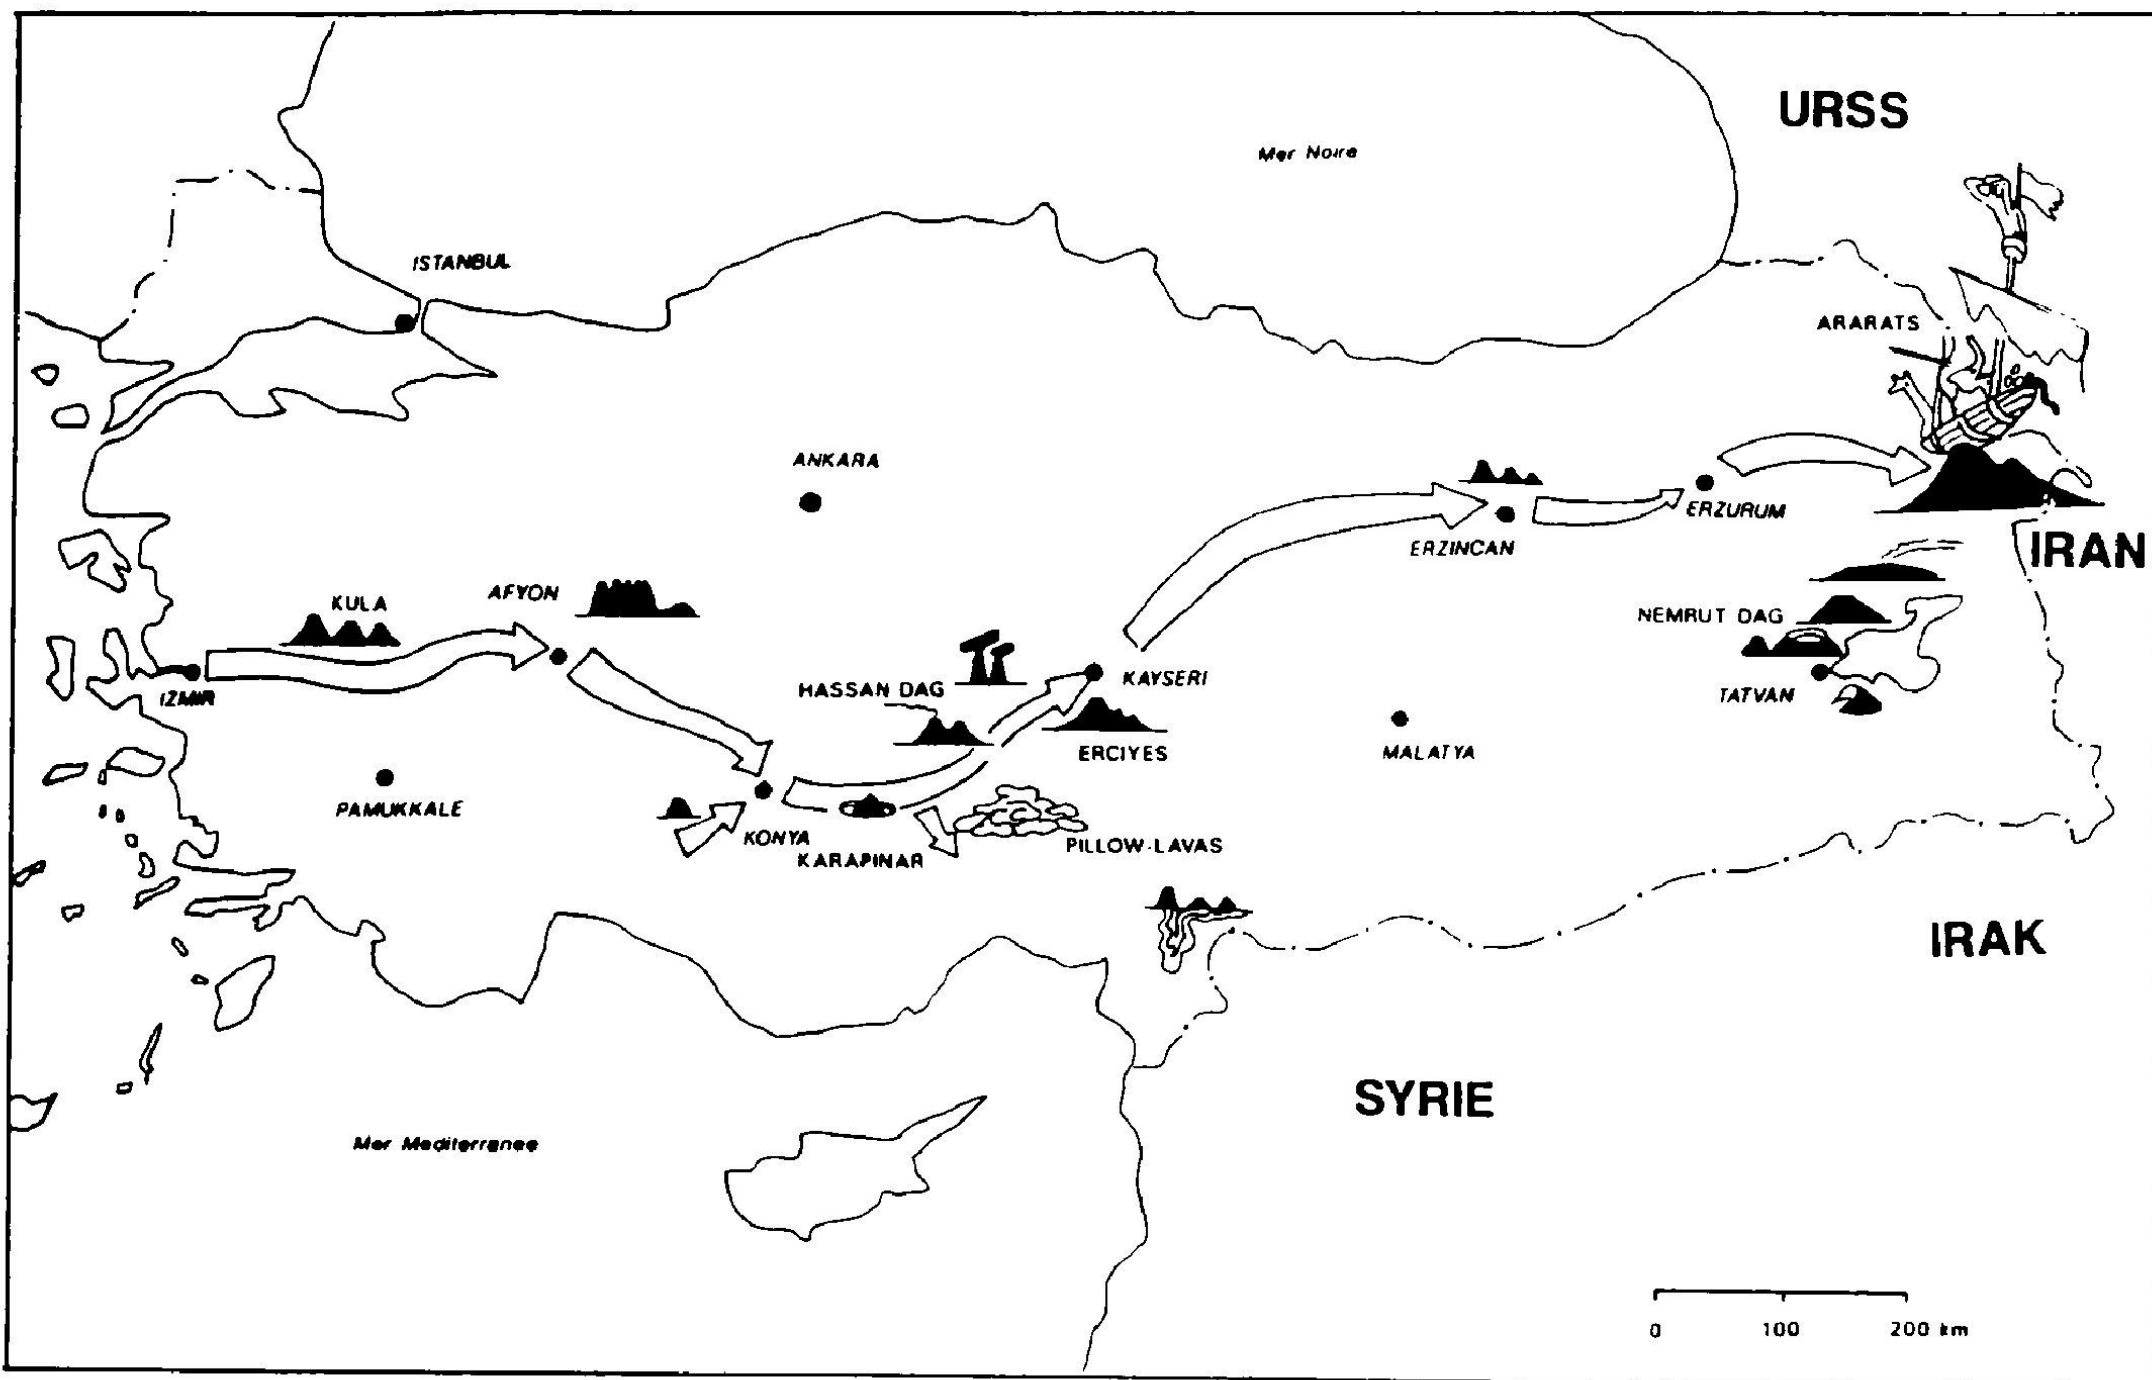 URSS
Mer Noire
ISTANBUL
ARARATS
ANKARA
ERZURUM
ERZINCAN
IRAN
AFYON
KULA
NEMRUT DAG
KAYSERI
HASSAN DAG
IZMIR
TATVAN
ERCIYES
MALATYA
PAMUKKALE
KONYA
PILLOW-LAVAS
KARAPINAR
IRAK
SYRIE
Mer Mediterranee
0 100 200 km